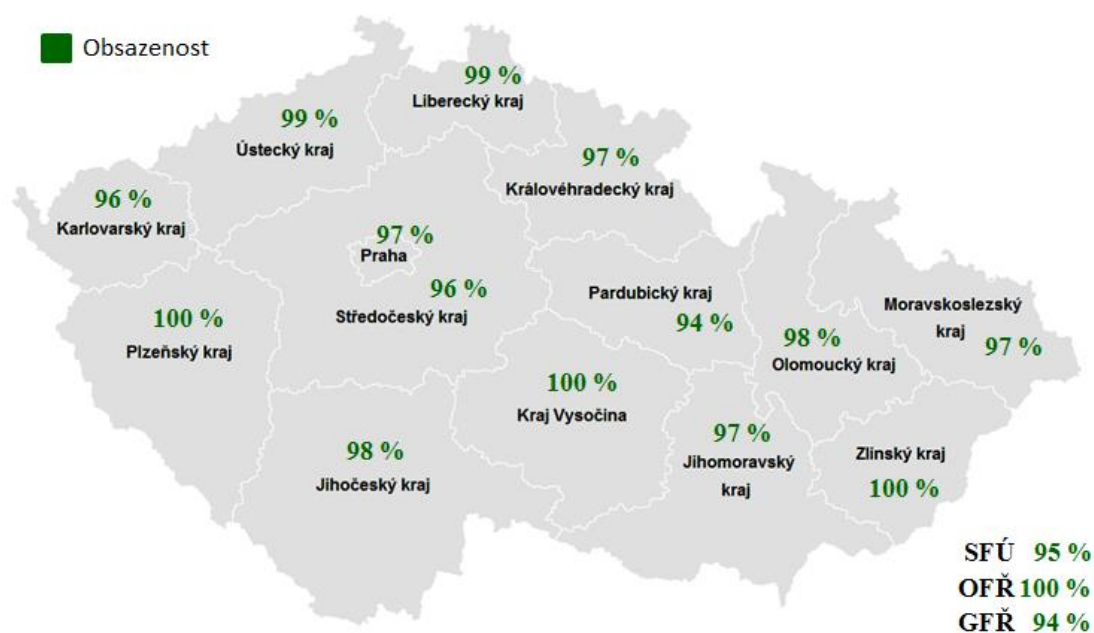 Obsazenost
99 %
Liberecký kraj
99 %
Ústecký kraj
97 %
Královéhradecký kraj
96 %
Karlovarský kraj
97 %
Praha
96 %
Středočeský kraj
Pardubický kraj
94 %
Moravskoslezský
kraj
97 %
100 %
Plzeňský kraj
98 %
Olomoucký kraj
100 %
Kraj Vysočina
98 %
Jihočeský kraj
97 %
Jihomoravský
kraj
Zlínský kraj
100 %
SFÚ 95 %
OFŘ 100 %
GFŘ 94 %